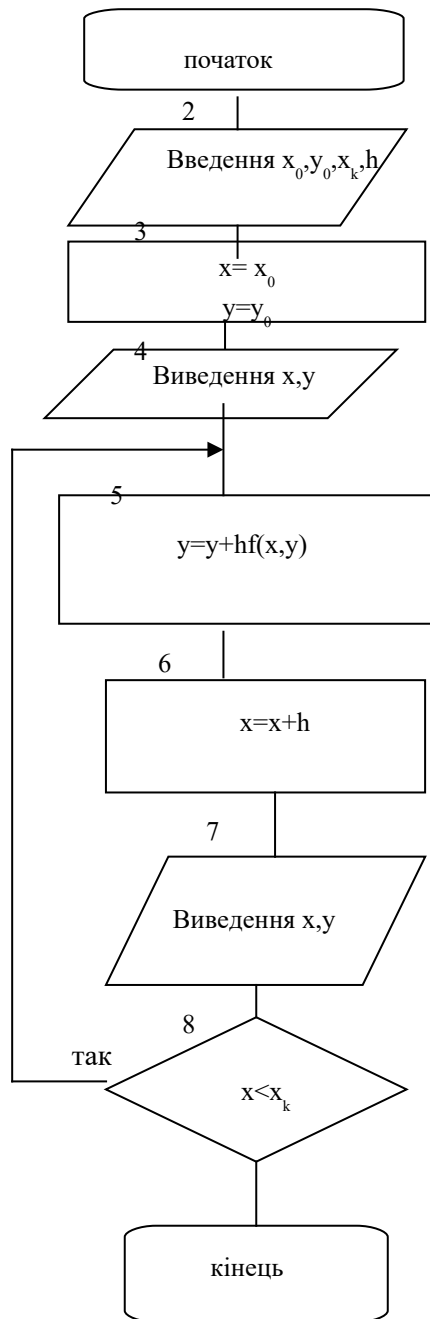 початок
2
Введення x₀,y₀,xₖ,h
3
x= x₀
y=y₀
4
Виведення x,y
5
y=y+hf(x,y)
6
x=x+h
7
Виведення x,y
8
так
x<xₖ
кінець